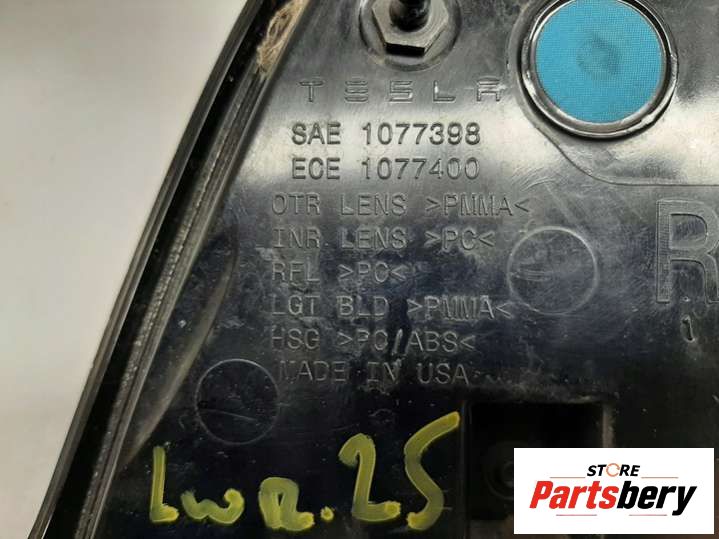 TESLA
SAE 1077398
ECE 1077400
OTR LENS >PMMA<
INR LENS >PC<
RFL >PC<
LGT BLD >PMMA<
HSG >PC/ABS<
MADE IN USA
R
1
LWR.25
STORE
Partsbery